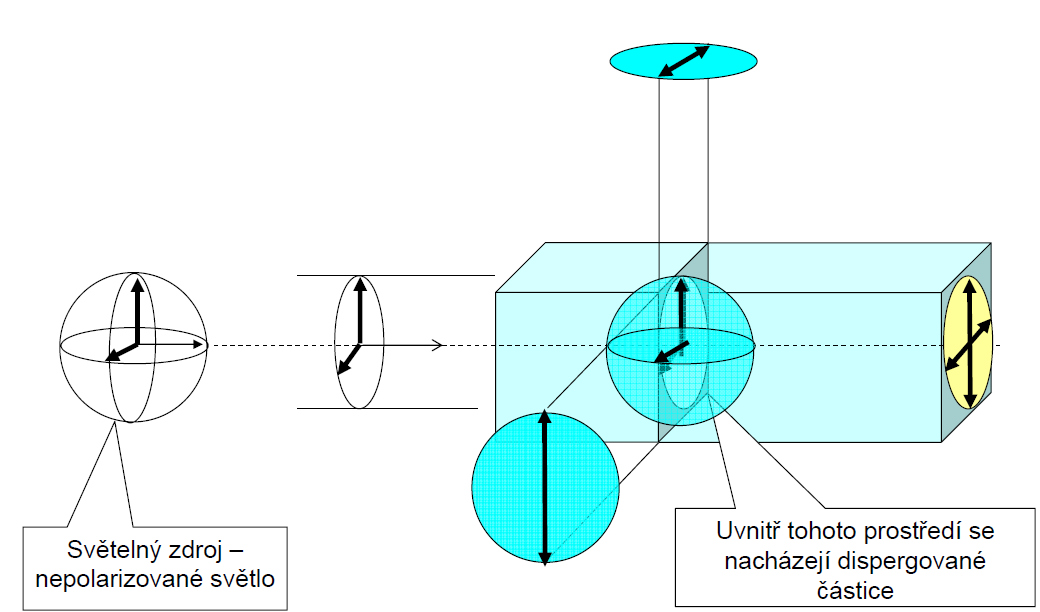 Světelný zdroj –
nepolarizované světlo
Uvnitř tohoto prostředí se
nacházejí dispergované
částice